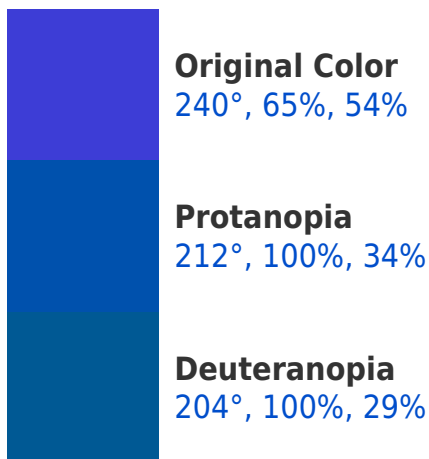 Original Color
240°, 65%, 54%
Protanopia
212°, 100%, 34%
Deuteranopia
204°, 100%, 29%